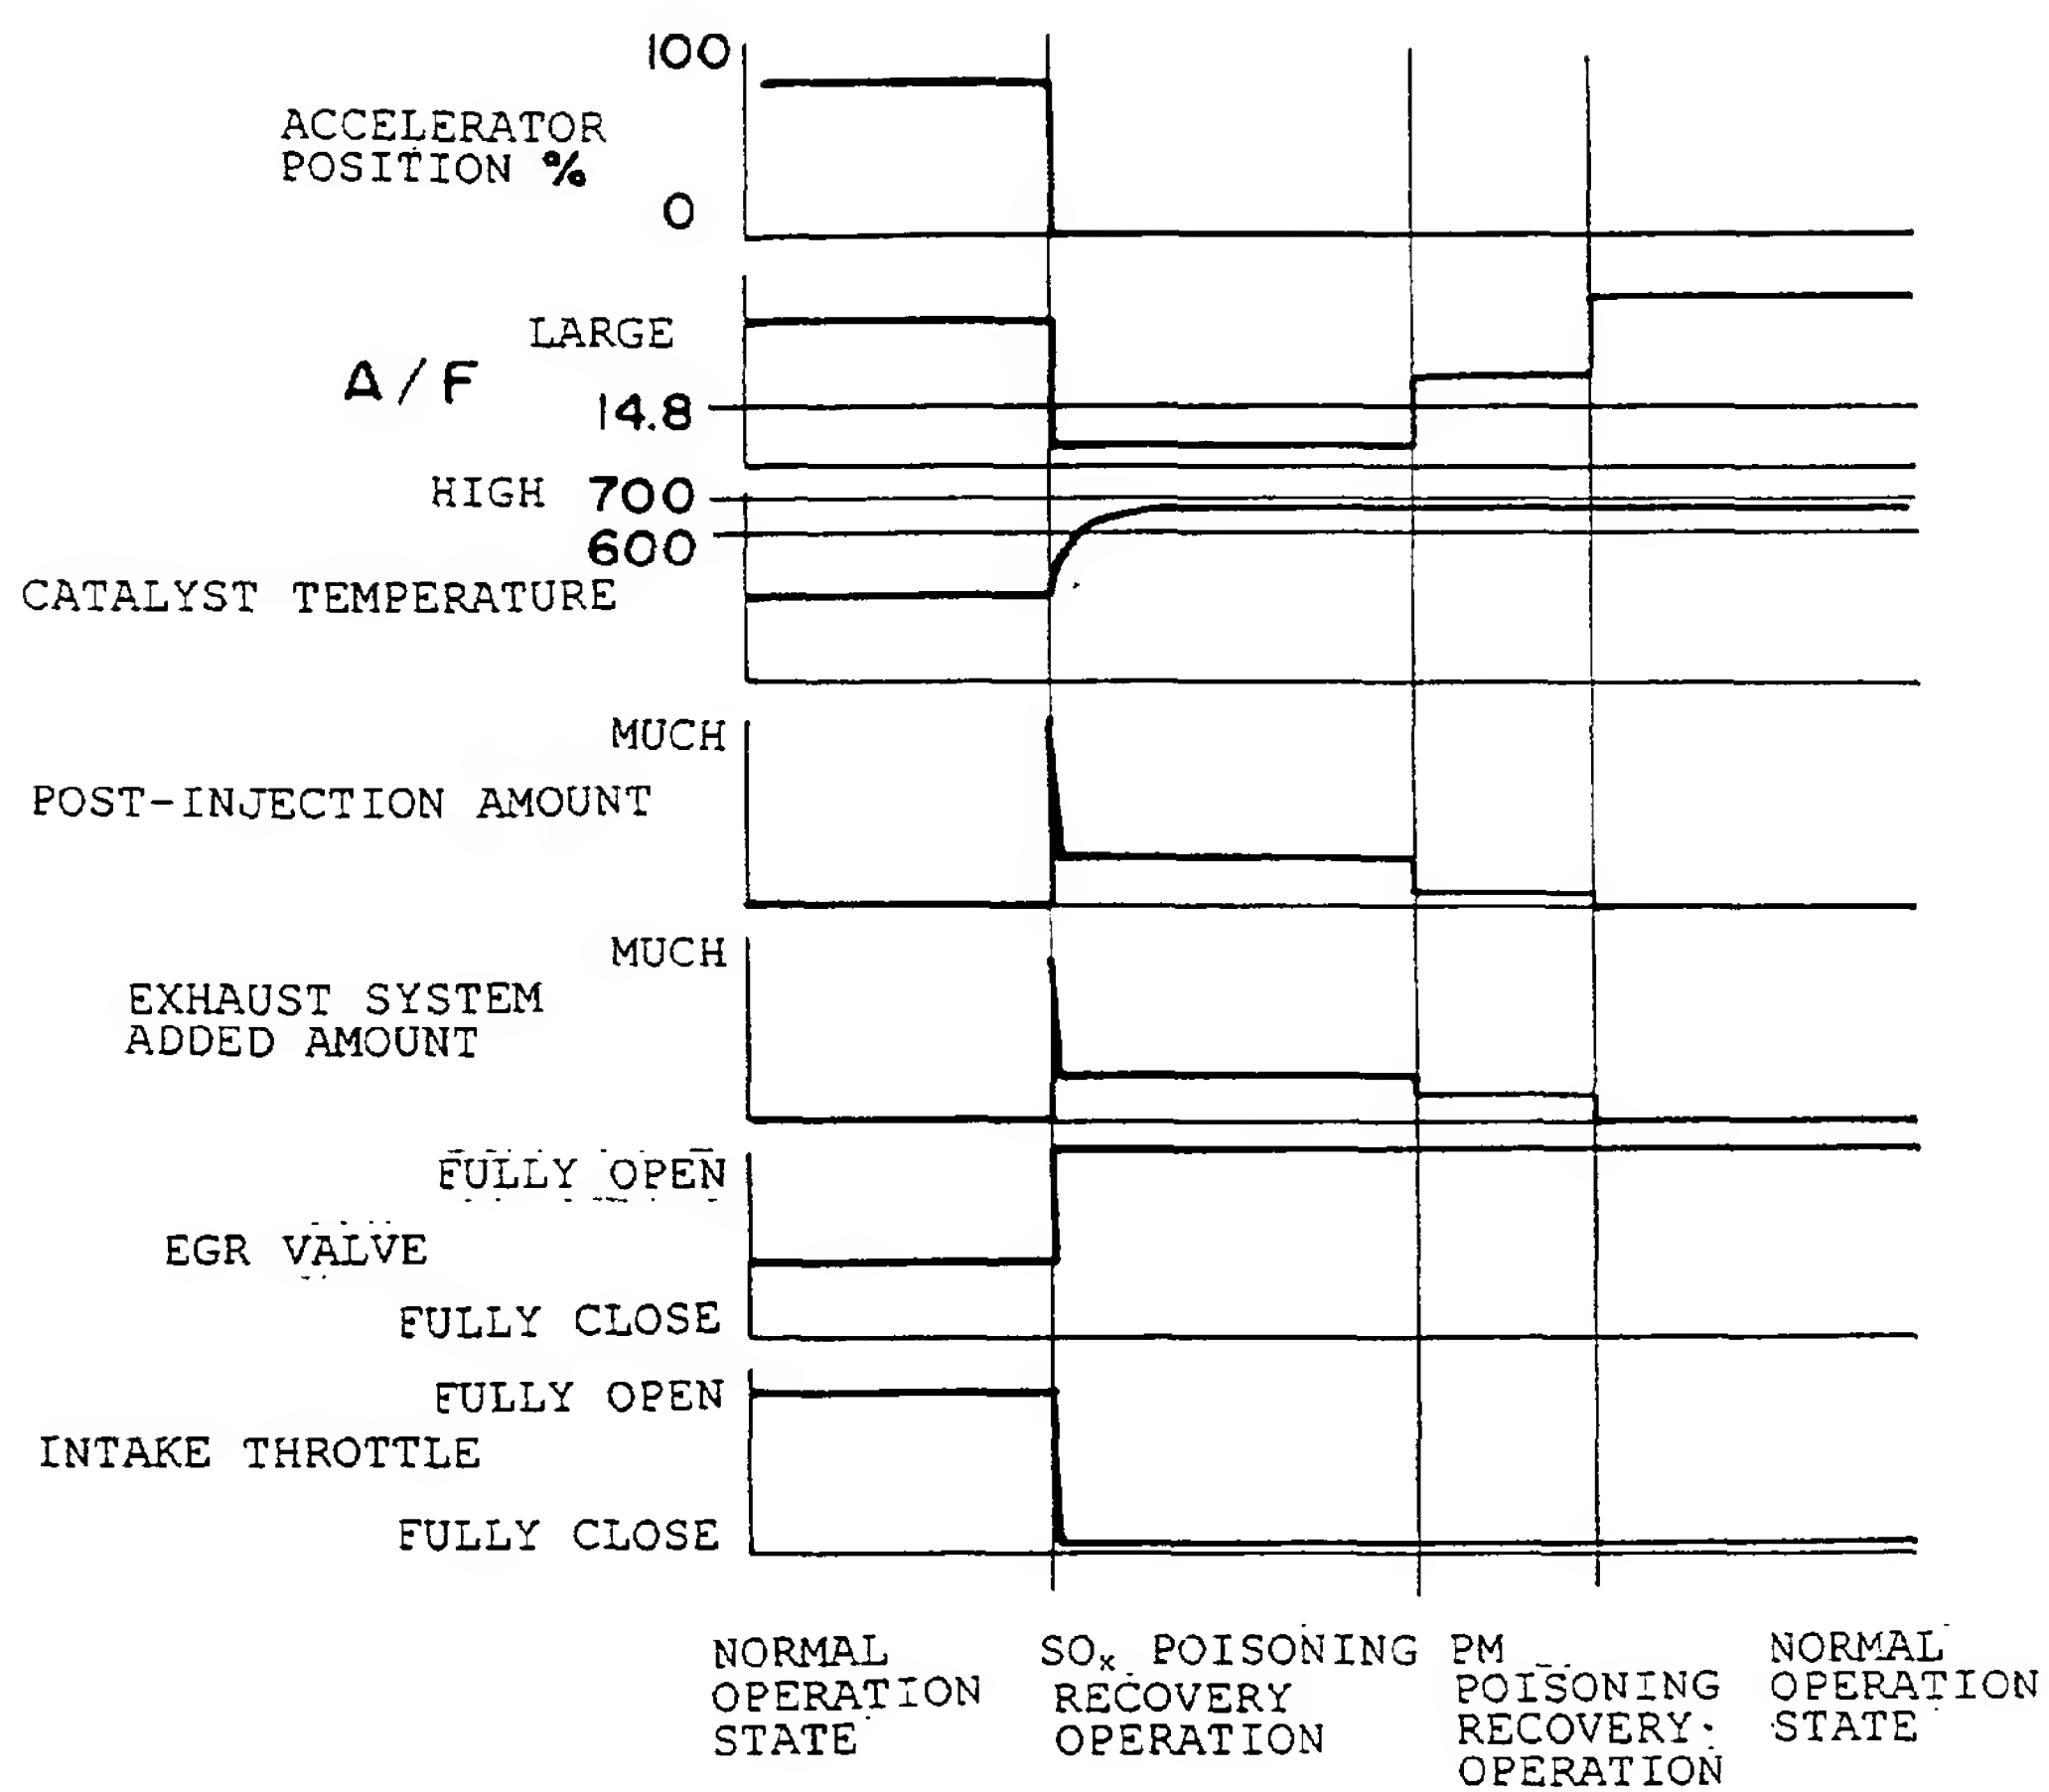 100
ACCELERATOR
POSITION %
0
LARGE
A/F
14.8
HIGH 700
600
CATALYST TEMPERATURE
MUCH
POST-INJECTION AMOUNT
MUCH
EXHAUST SYSTEM
ADDED AMOUNT
FULLY OPEN
EGR VALVE
FULLY CLOSE
FULLY OPEN
INTAKE THROTTLE
FULLY CLOSE
NORMAL
OPERATION
STATE
SOx POISONING
RECOVERY
OPERATION
PM
POISONING
RECOVERY
OPERATION
NORMAL
OPERATION
STATE